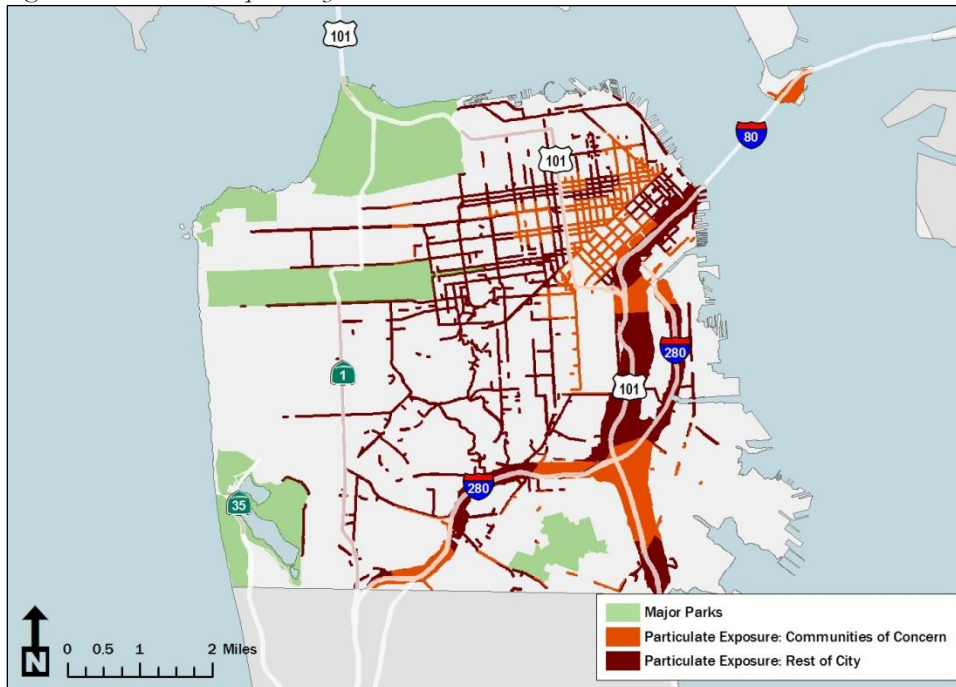 101
80
101
1
280
101
280
35
N
0 0.5 1 2 Miles
Major Parks
Particulate Exposure: Communities of Concern
Particulate Exposure: Rest of City